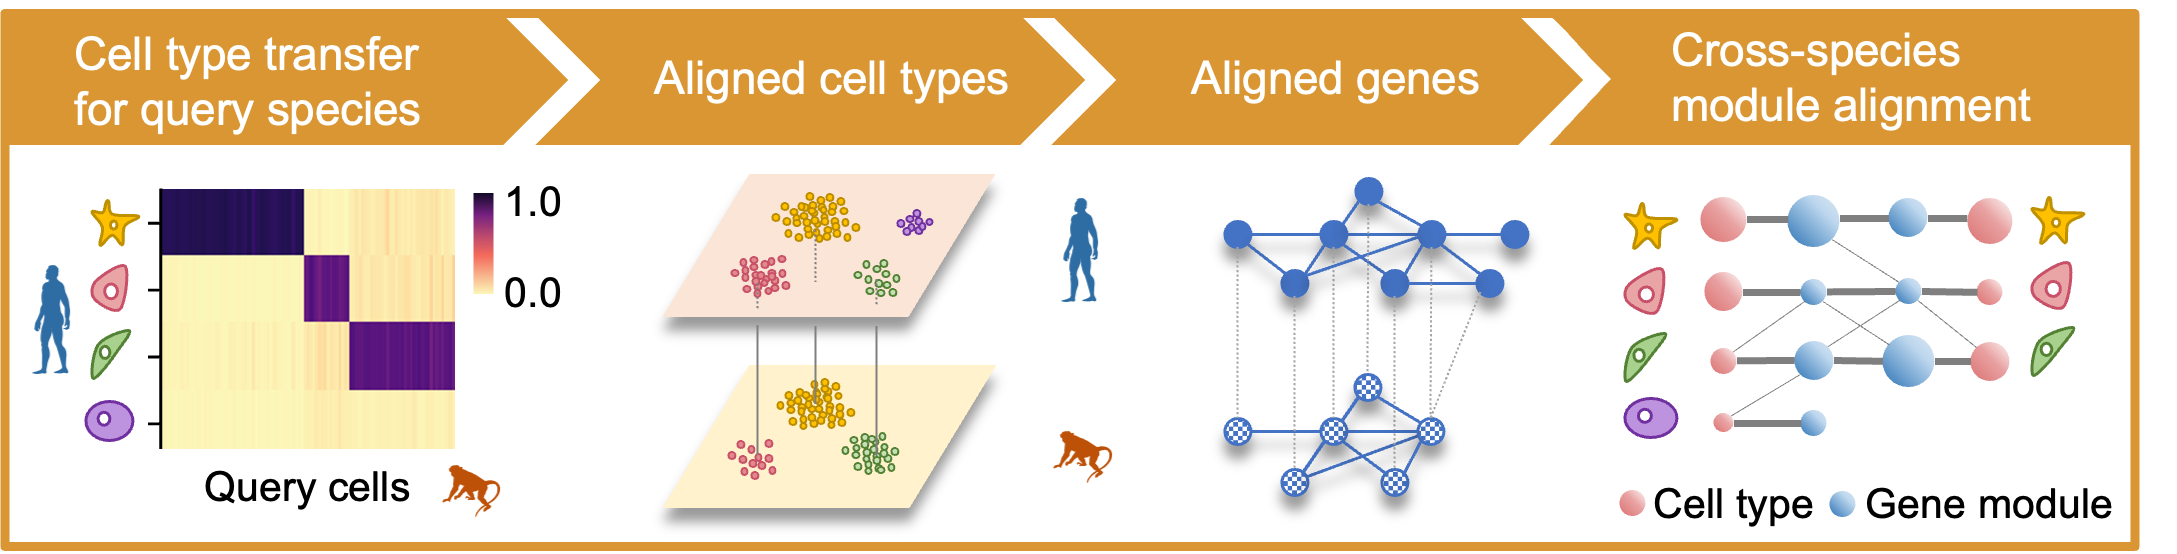 Cell type transfer
for query species
Aligned cell types
Aligned genes
Cross-species
module alignment
1.0
0.0
Query cells
Cell type
Gene module